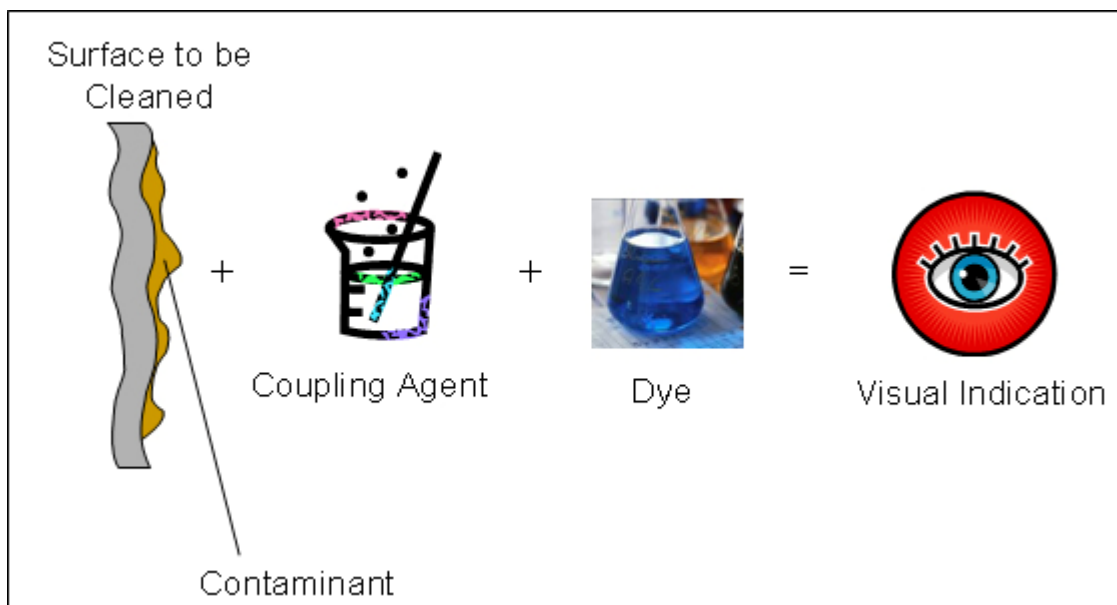 Surface to be
Cleaned
+
+
=
Coupling Agent
Dye
Visual Indication
Contaminant